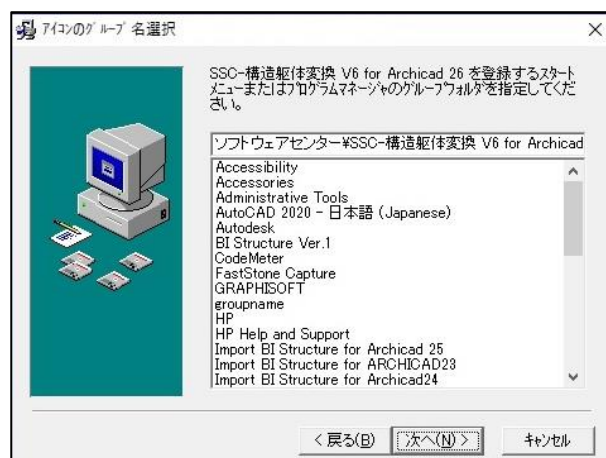 アイコンのグループ名選択
SSC-構造躯体変換 V6 for Archicad 26 を登録するスタート
メニューまたはプログラムマネージャのグループフォルダを指定してくだ
さい。
ソフトウェアセンター¥SSC-構造躯体変換 V6 for Archicad
Accessibility
Accessories
Administrative Tools
AutoCAD 2020 - 日本語 (Japanese)
Autodesk
BI Structure Ver.1
CodeMeter
FastStone Capture
GRAPHISOFT
groupname
HP
HP Help and Support
Import BI Structure for Archicad 25
Import BI Structure for ARCHICAD23
Import BI Structure for Archicad24
< 戻る(B)
次へ(N) >
キャンセル